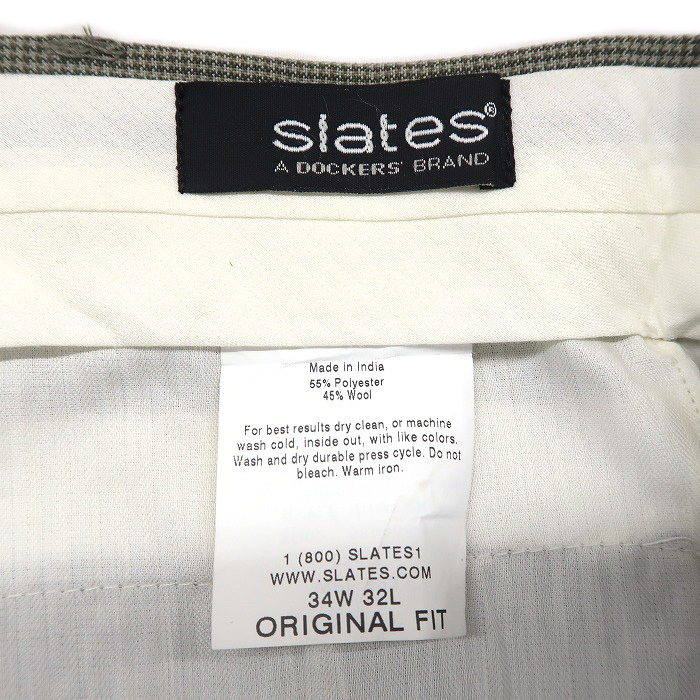 slates®
A DOCKERS® BRAND
Made in India
55% Polyester
45% Wool
For best results dry clean, or machine
wash cold, inside out, with like colors.
Wash and dry durable press cycle. Do not
bleach. Warm iron.
1 (800) SLATES1
WWW.SLATES.COM
34W 32L
ORIGINAL FIT